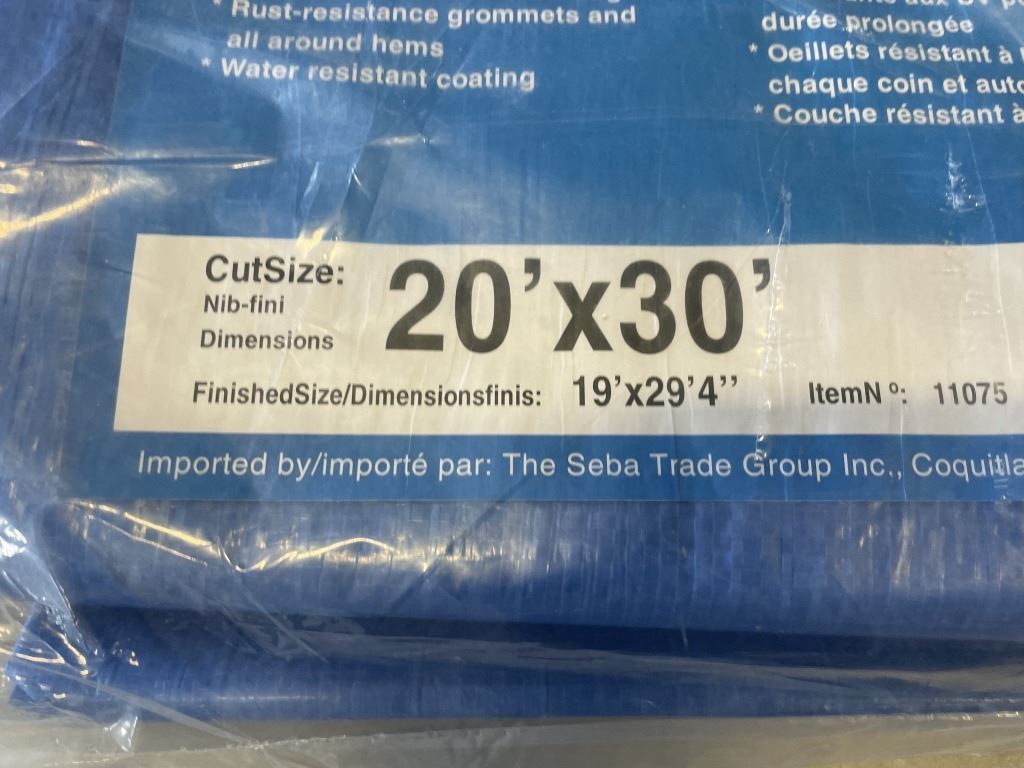 * Rust-resistance grommets and
all around hems
* Water resistant coating
durée prolongée
* Oeillets résistant à
chaque coin et auto
* Couche résistant à
CutSize:
Nib-fini
Dimensions
20'x30'
FinishedSize/Dimensionsfinis: 19'x29'4’’ ItemN º: 11075
Imported by/importé par: The Seba Trade Group Inc., Coquitla